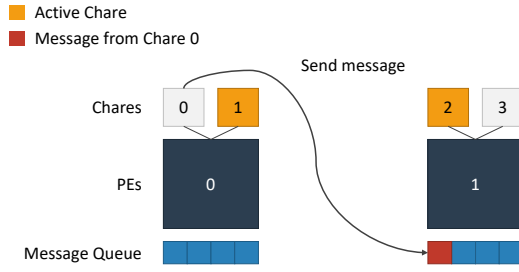 Active Chare
Message from Chare 0
Send message
Chares 0 1 2 3
PEs 0 1
Message Queue